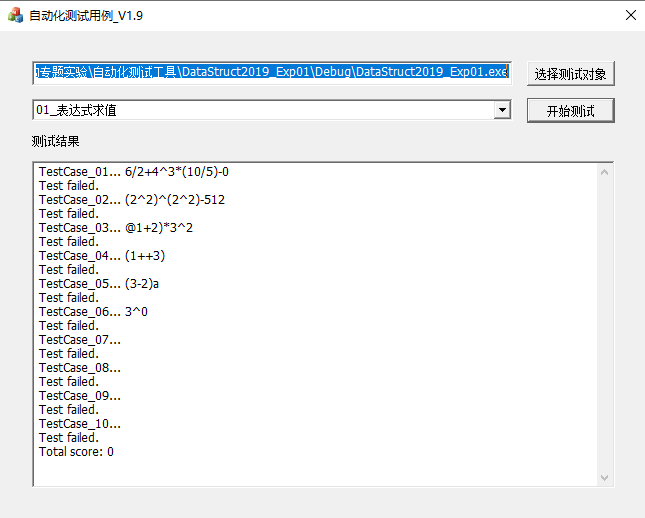 自动化测试用例_V1.9
专题实验\自动化测试工具\DataStruct2019_Exp01\Debug\DataStruct2019_Exp01.exe
选择测试对象
01_表达式求值
开始测试
测试结果
TestCase_01... 6/2+4^3*(10/5)-0
Test failed.
TestCase_02... (2^2)^(2^2)-512
Test failed.
TestCase_03... @1+2)*3^2
Test failed.
TestCase_04... (1++3)
Test failed.
TestCase_05... (3-2)a
Test failed.
TestCase_06... 3^0
Test failed.
TestCase_07...
Test failed.
TestCase_08...
Test failed.
TestCase_09...
Test failed.
TestCase_10...
Test failed.
Total score: 0